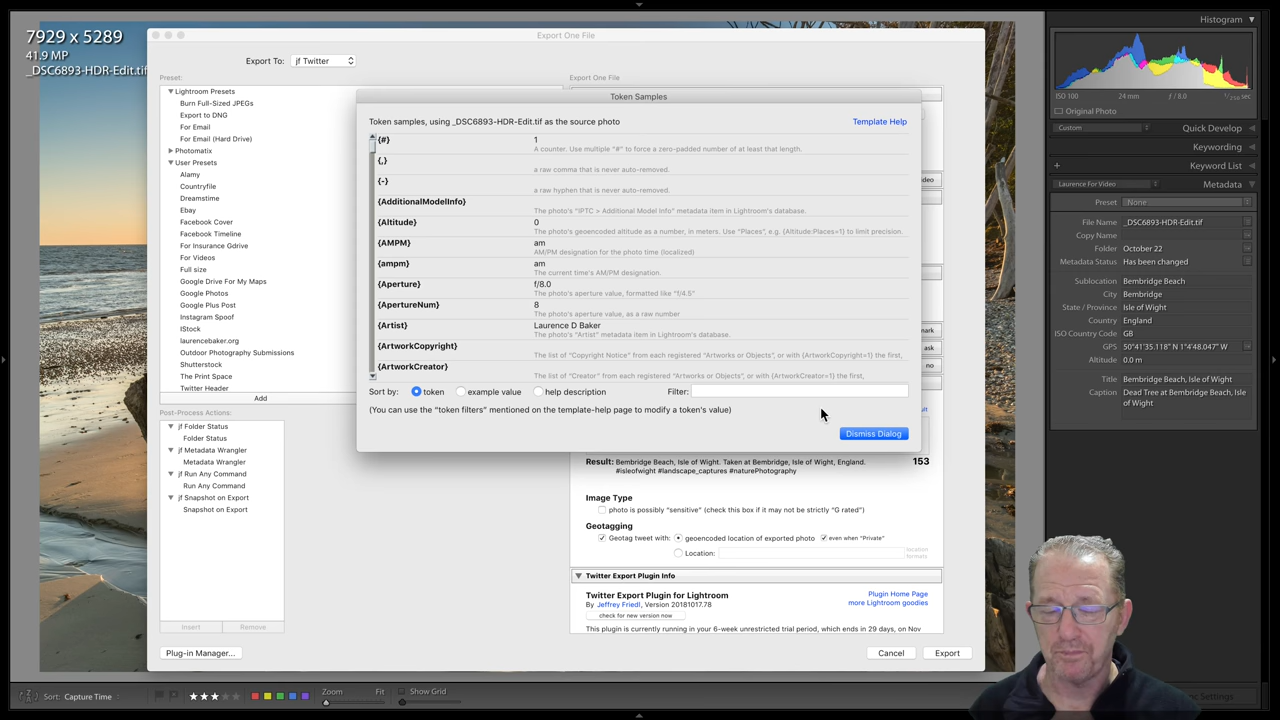 7929 x 5289
41.9 MP
_DSC6893-HDR-Edit.tif
Export One File
Export To: jf Twitter
Preset:
Lightroom Presets
Burn Full-Sized JPEGs
Export to DNG
For Email
For Email (Hard Drive)
Photomatix
User Presets
Alamy
Countryfile
Dreamstime
Ebay
Facebook Cover
Facebook Timeline
For Insurance Gdrive
For Videos
Full size
Google Drive For My Maps
Google Photos
Google Plus Post
Instagram Spoof
IStock
laurencebaker.org
Outdoor Photography Submissions
Shutterstock
The Print Space
Twitter Header
Add
Post-Process Actions:
jf Folder Status
Folder Status
jf Metadata Wrangler
Metadata Wrangler
jf Run Any Command
Run Any Command
jf Snapshot on Export
Snapshot on Export
Insert Remove
Plug-in Manager...
Export One File
Token Samples
Token samples, using _DSC6893-HDR-Edit.tif as the source photo Template Help
{#} 1
A counter. Use multiple "#" to force a zero-padded number of at least that length.
{,}
a raw comma that is never auto-removed.
{-}
a raw hyphen that is never auto-removed.
{AdditionalModelInfo}
The photo's "IPTC > Additional Model Info" metadata item in Lightroom's database.
{Altitude} 0
The photo's geoencoded altitude as a number, in meters. Use "Places", e.g. {Altitude:Places=1} to limit precision.
{AMPM} am
AM/PM designation for the photo time (localized)
{ampm} am
The current time's AM/PM designation.
{Aperture} f/8.0
The photo's aperture value, formatted like "f/4.5"
{ApertureNum} 8
The photo's aperture value, as a raw number
{Artist} Laurence D Baker
The photo's "Artist" metadata item in Lightroom's database.
{ArtworkCopyright}
The list of "Copyright Notice" from each registered "Artworks or Objects", or with {ArtworkCopyright=1} the first,
{ArtworkCreator}
The list of "Creator" from each registered "Artworks or Objects", or with {ArtworkCreator=1} the first,
Sort by: token example value help description Filter:
(You can use the "token filters" mentioned on the template-help page to modify a token's value)
Dismiss Dialog
Result: Bembridge Beach, Isle of Wight. Taken at Bembridge, Isle of Wight, England. 153
#isleofwight #landscape_captures #naturePhotography
Image Type
photo is possibly "sensitive" (check this box if it may not be strictly "G rated")
Geotagging
Geotag tweet with: geoencoded location of exported photo even when "Private"
Location: location
formats
Twitter Export Plugin Info
Twitter Export Plugin for Lightroom Plugin Home Page
By Jeffrey Friedl, Version 20181017.78 more Lightroom goodies
check for new version now
This plugin is currently running in your 6-week unrestricted trial period, which ends in 29 days, on Nov
Cancel Export
Histogram
ISO 100 24 mm f / 8.0 1/250 SEC
Original Photo
Custom Quick Develop
Keywording
Keyword List
Laurence For Video Metadata
Preset None
File Name _DSC6893-HDR-Edit.tif
Copy Name
Folder October 22
Metadata Status Has been changed
Sublocation Bembridge Beach
City Bembridge
State / Province Isle of Wight
Country England
ISO Country Code GB
GPS 50°41'35.118" N 1°4'48.047" W
Altitude 0.0 m
Title Bembridge Beach, Isle of Wight
Caption Dead Tree at Bembridge Beach, Isle
of Wight
Sort: Capture Time
Zoom Fit
Show Grid